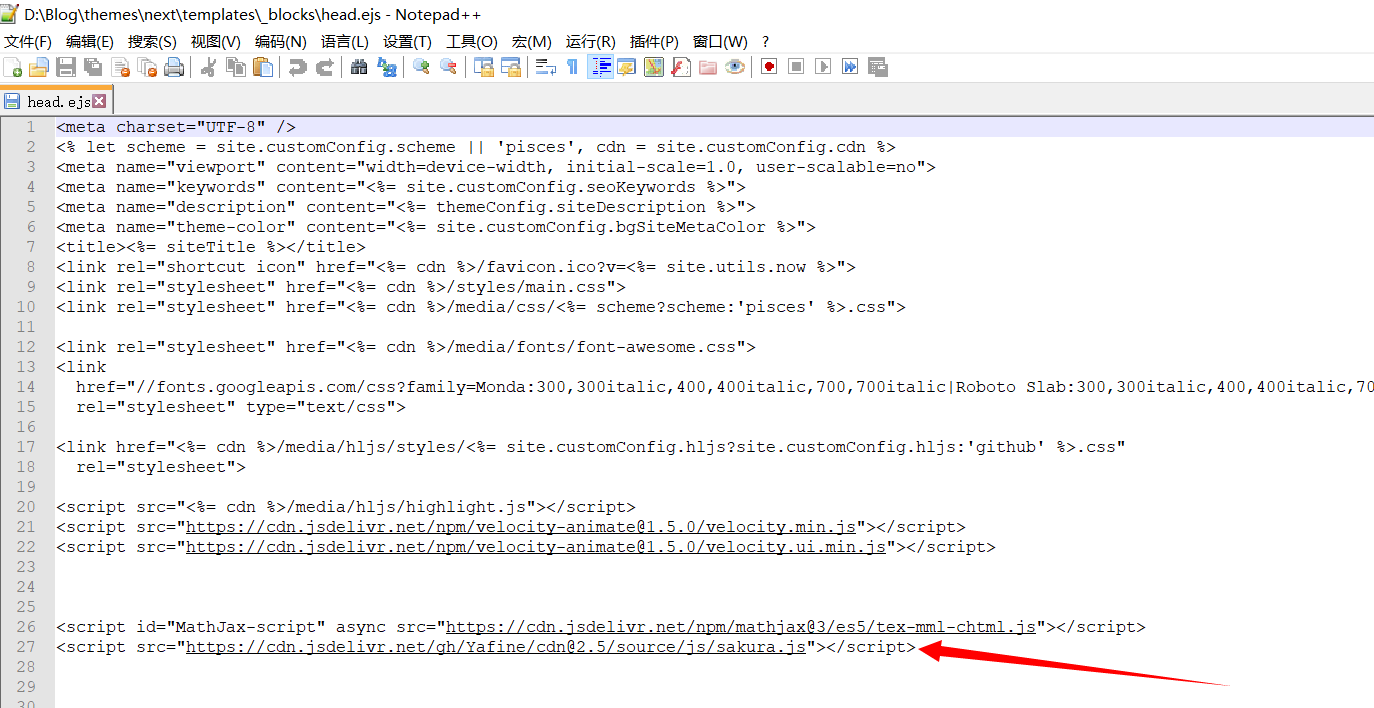 D:\Blog\themes\next\templates\_blocks\head.ejs - Notepad++
文件(F) 编辑(E) 搜索(S) 视图(V) 编码(N) 语言(L) 设置(T) 工具(O) 宏(M) 运行(R) 插件(P) 窗口(W) ?
head.ejs
1 <meta charset="UTF-8" />
2 <% let scheme = site.customConfig.scheme || 'pisces', cdn = site.customConfig.cdn %>
3 <meta name="viewport" content="width=device-width, initial-scale=1.0, user-scalable=no">
4 <meta name="keywords" content="<%= site.customConfig.seoKeywords %>">
5 <meta name="description" content="<%= themeConfig.siteDescription %>">
6 <meta name="theme-color" content="<%= site.customConfig.bgSiteMetaColor %>">
7 <title><%= siteTitle %></title>
8 <link rel="shortcut icon" href="<%= cdn %>/favicon.ico?v=<%= site.utils.now %>">
9 <link rel="stylesheet" href="<%= cdn %>/styles/main.css">
10 <link rel="stylesheet" href="<%= cdn %>/media/css/<%= scheme?scheme:'pisces' %>.css">
11
12 <link rel="stylesheet" href="<%= cdn %>/media/fonts/font-awesome.css">
13 <link
14 href="//fonts.googleapis.com/css?family=Monda:300,300italic,400,400italic,700,700italic|Roboto Slab:300,300italic,400,400italic,70
15 rel="stylesheet" type="text/css">
16
17 <link href="<%= cdn %>/media/hljs/styles/<%= site.customConfig.hljs?site.customConfig.hljs:'github' %>.css"
18 rel="stylesheet">
19
20 <script src="<%= cdn %>/media/hljs/highlight.js"></script>
21 <script src="https://cdn.jsdelivr.net/npm/velocity-animate@1.5.0/velocity.min.js"></script>
22 <script src="https://cdn.jsdelivr.net/npm/velocity-animate@1.5.0/velocity.ui.min.js"></script>
23
24
25
26 <script id="MathJax-script" async src="https://cdn.jsdelivr.net/npm/mathjax@3/es5/tex-mml-chtml.js"></script>
27 <script src="https://cdn.jsdelivr.net/gh/Yafine/cdn@2.5/source/js/sakura.js"></script>
28
29
30